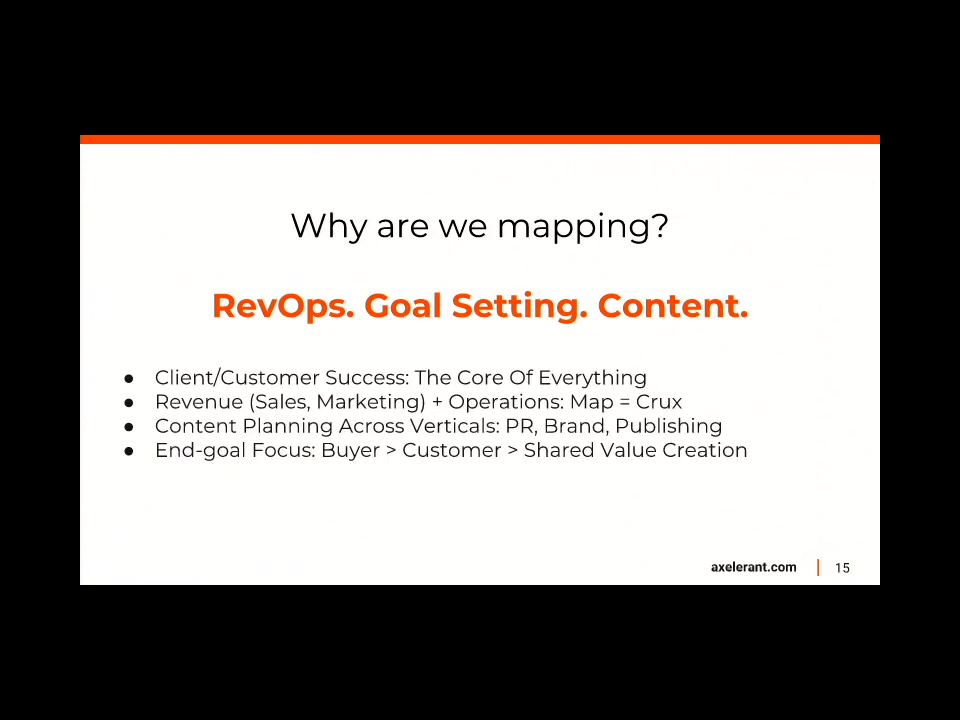 Why are we mapping?
RevOps. Goal Setting. Content.
● Client/Customer Success: The Core Of Everything
● Revenue (Sales, Marketing) + Operations: Map = Crux
● Content Planning Across Verticals: PR, Brand, Publishing
● End-goal Focus: Buyer > Customer > Shared Value Creation
axelerant.com | 15